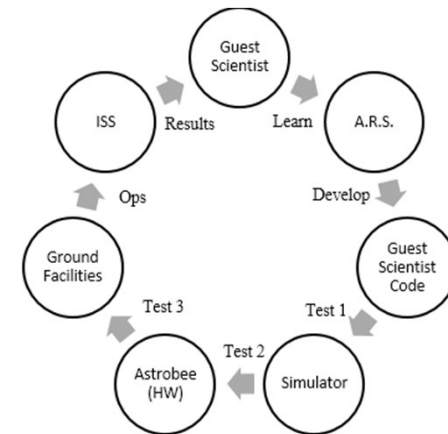 Guest
Scientist
Learn
A.R.S.
Develop
Guest
Scientist
Code
Test 1
Simulator
Test 2
Astrobee
(HW)
Test 3
Ground
Facilities
Ops
ISS
Results